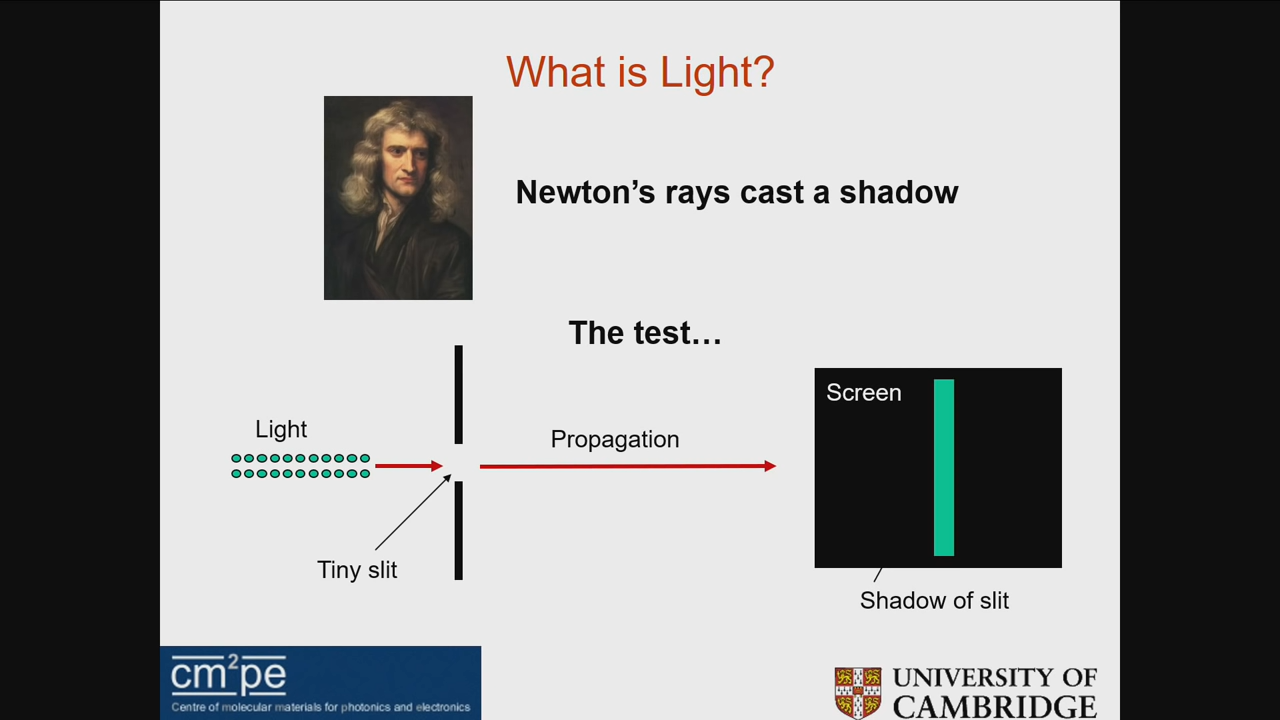 What is Light?
Newton’s rays cast a shadow
The test…
Screen
Light
Propagation
Tiny slit
Shadow of slit
cm²pe
Centre of molecular materials for photonics and electronics
UNIVERSITY OF
CAMBRIDGE